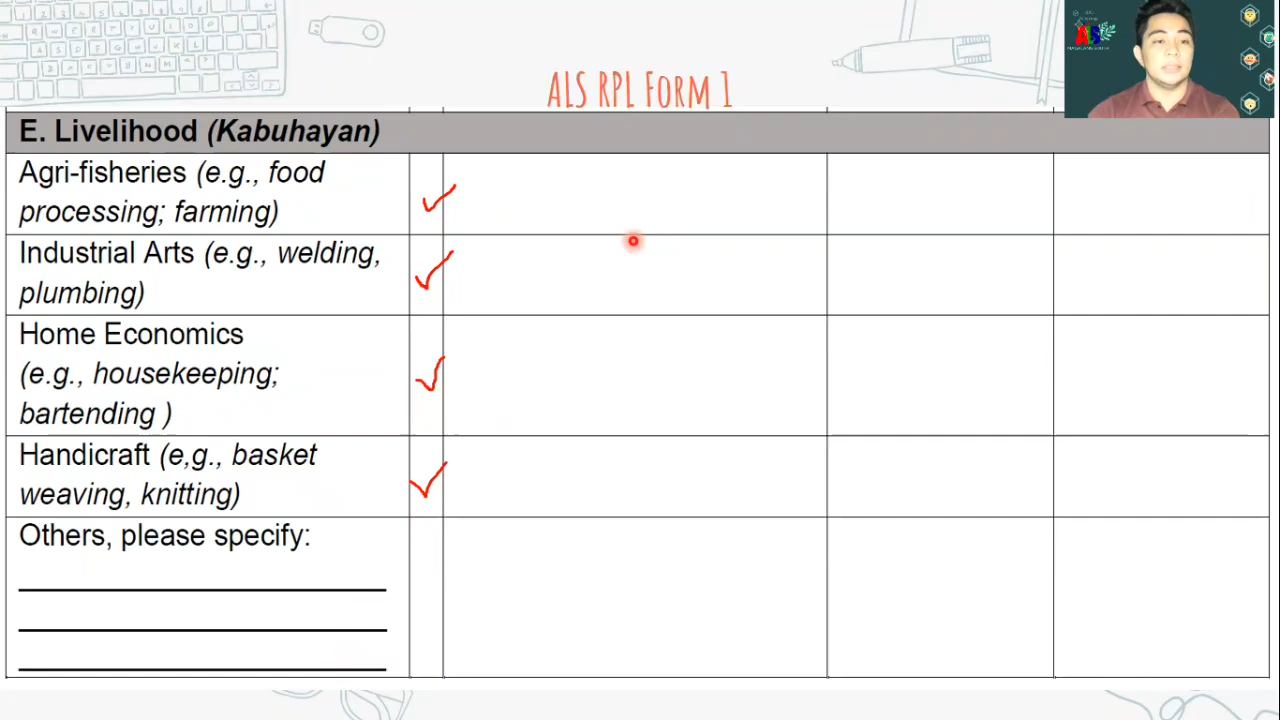 ALS RPL FORM 1
E. Livelihood (Kabuhayan)
Agri-fisheries (e.g., food
processing; farming)
Industrial Arts (e.g., welding,
plumbing)
Home Economics
(e.g., housekeeping;
bartending )
Handicraft (e,g., basket
weaving, knitting)
Others, please specify:
ALS